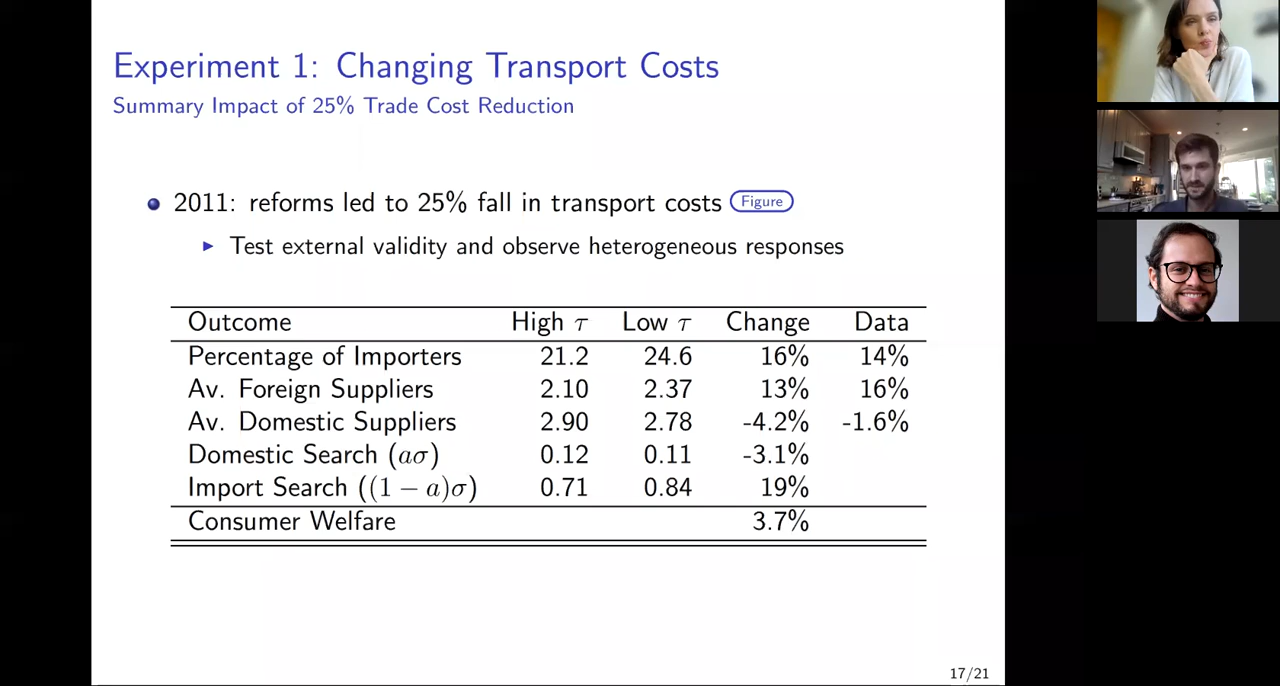 Experiment 1: Changing Transport Costs
Summary Impact of 25% Trade Cost Reduction
2011: reforms led to 25% fall in transport costs Figure
Test external validity and observe heterogeneous responses
Outcome High τ Low τ Change Data
Percentage of Importers 21.2 24.6 16% 14%
Av. Foreign Suppliers 2.10 2.37 13% 16%
Av. Domestic Suppliers 2.90 2.78 -4.2% -1.6%
Domestic Search (aσ) 0.12 0.11 -3.1%
Import Search ((1 − a)σ) 0.71 0.84 19%
Consumer Welfare 3.7%
17/21